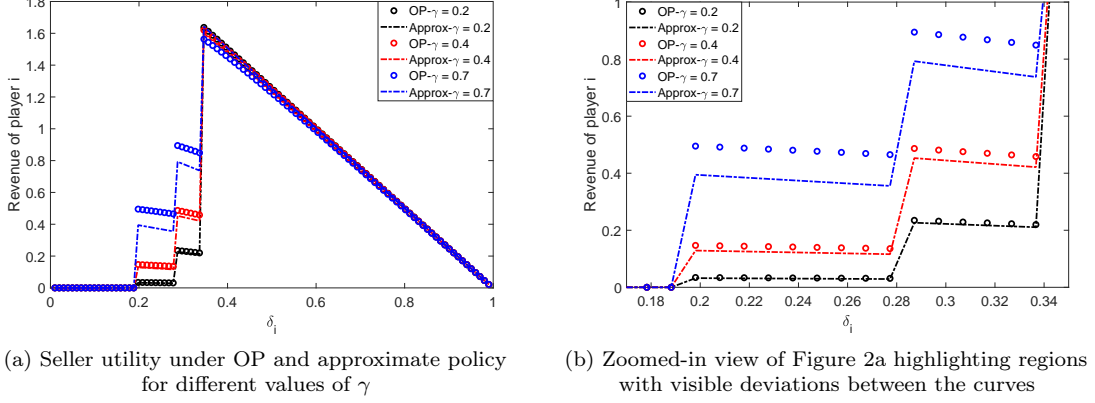 Revenue of player i
1.8
1.6
1.4
1.2
1
0.8
0.6
0.4
0.2
0
0
0.2
0.4
0.6
0.8
1
δi
OP-γ = 0.2
Approx-γ = 0.2
OP-γ = 0.4
Approx-γ = 0.4
OP-γ = 0.7
Approx-γ = 0.7
(a) Seller utility under OP and approximate policy
for different values of γ
Revenue of player i
1
0.8
0.6
0.4
0.2
0
0.18
0.2
0.22
0.24
0.26
0.28
0.3
0.32
0.34
δi
OP-γ = 0.2
Approx-γ = 0.2
OP-γ = 0.4
Approx-γ = 0.4
OP-γ = 0.7
Approx-γ = 0.7
(b) Zoomed-in view of Figure 2a highlighting regions
with visible deviations between the curves